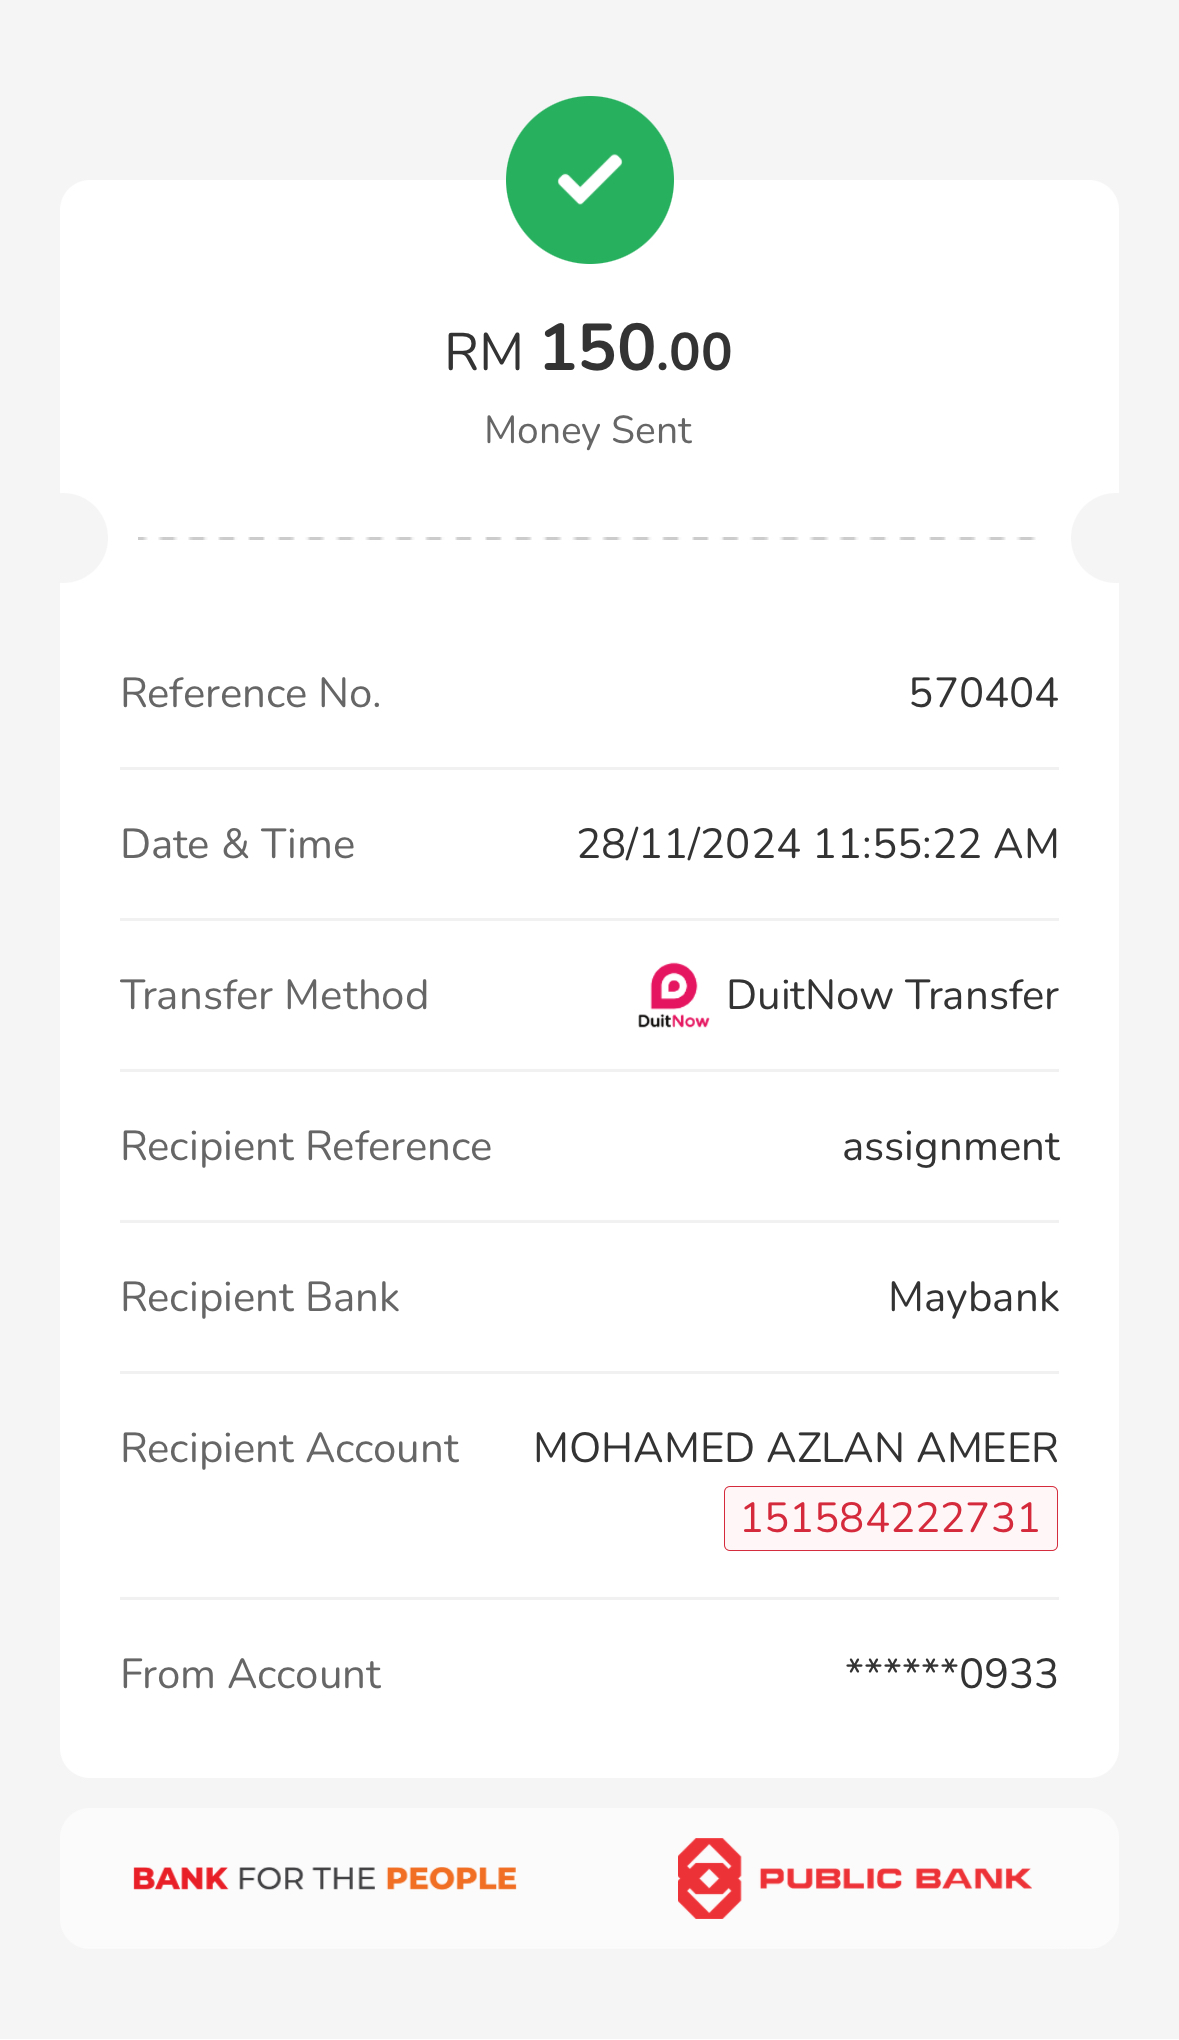 RM 150.00
Money Sent
Reference No. 570404
Date & Time 28/11/2024 11:55:22 AM
Transfer Method DuitNow DuitNow Transfer
Recipient Reference assignment
Recipient Bank Maybank
Recipient Account MOHAMED AZLAN AMEER
151584222731
From Account ******0933
BANK FOR THE PEOPLE PUBLIC BANK